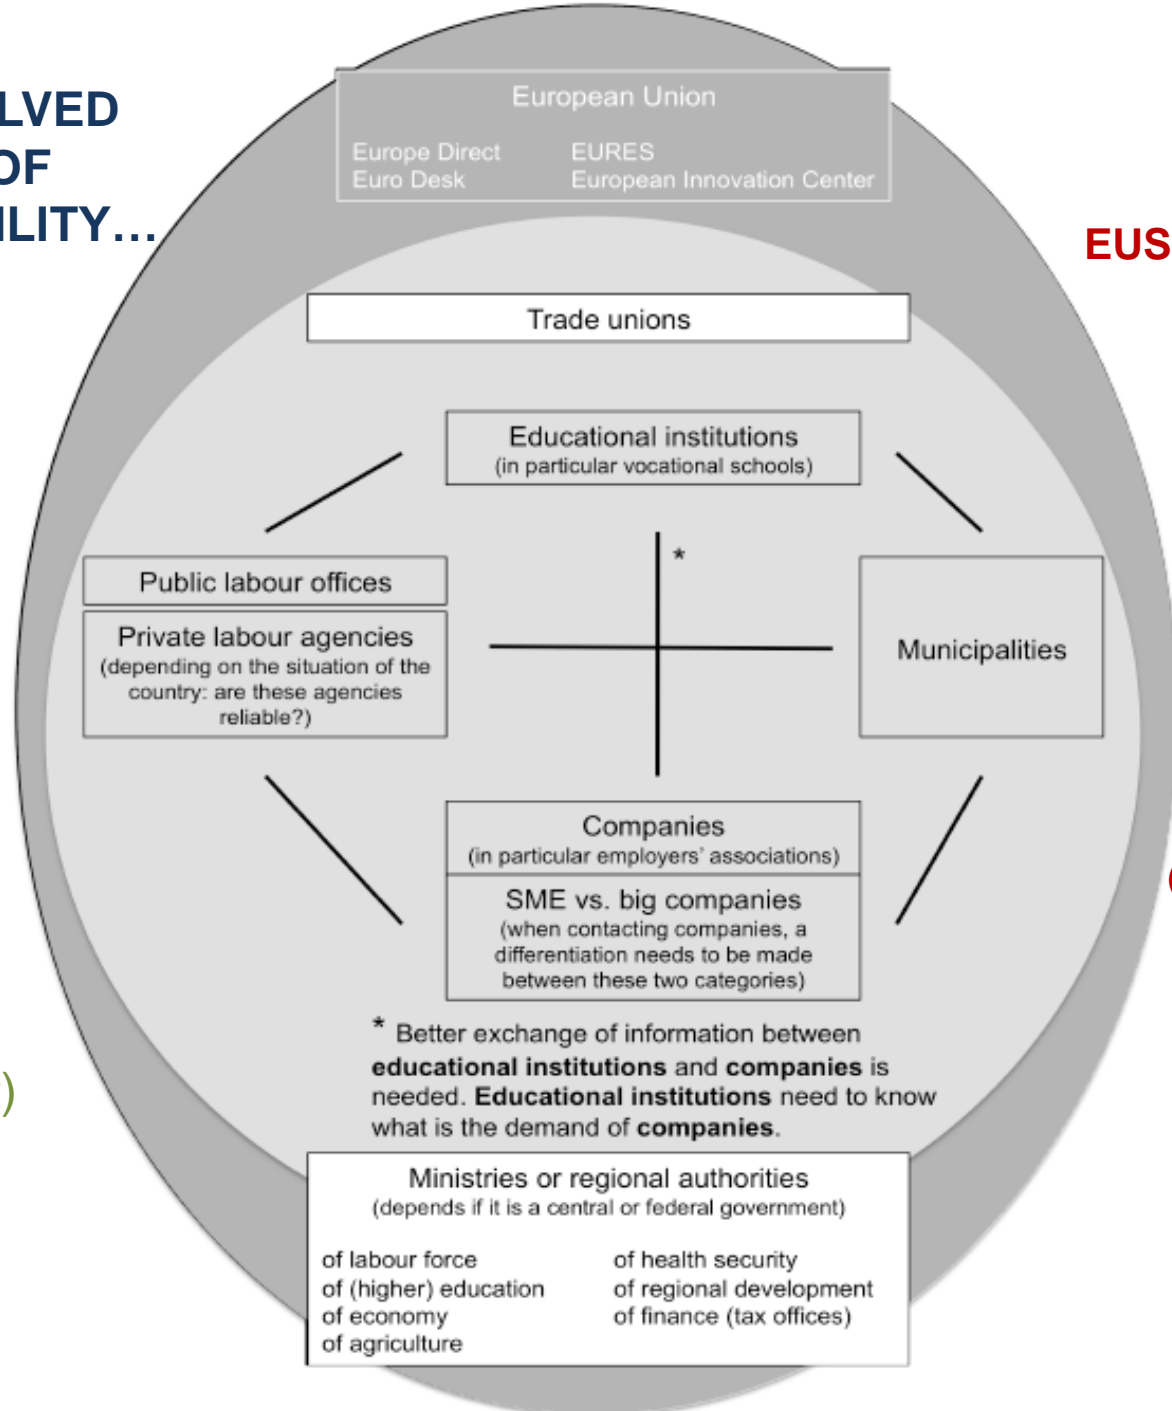 LVED
OF
ILITY…
European Union
Europe Direct EURES
Euro Desk European Innovation Center
EUS
Trade unions
Educational institutions
(in particular vocational schools)
*
Public labour offices
Private labour agencies
(depending on the situation of the
country: are these agencies
reliable?)
Municipalities
Companies
(in particular employers' associations)
SME vs. big companies
(when contacting companies, a
differentiation needs to be made
between these two categories)
* Better exchange of information between
educational institutions and companies is
needed. Educational institutions need to know
what is the demand of companies.
)
Ministries or regional authorities
(depends if it is a central or federal government)
of labour force of health security
of (higher) education of regional development
of economy of finance (tax offices)
of agriculture